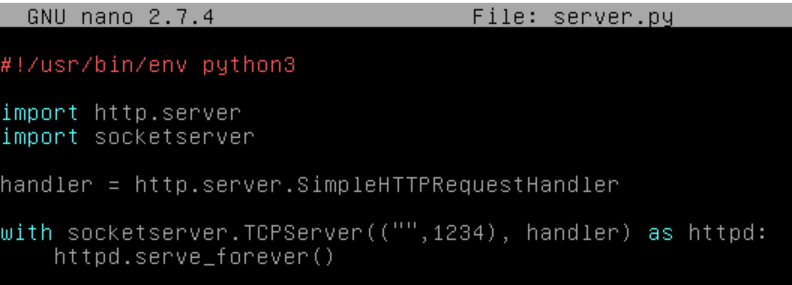 GNU nano 2.7.4 File: server.py
#!/usr/bin/env python3
import http.server
import socketserver
handler = http.server.SimpleHTTPRequestHandler
with socketserver.TCPServer(("",1234), handler) as httpd:
    httpd.serve_forever()